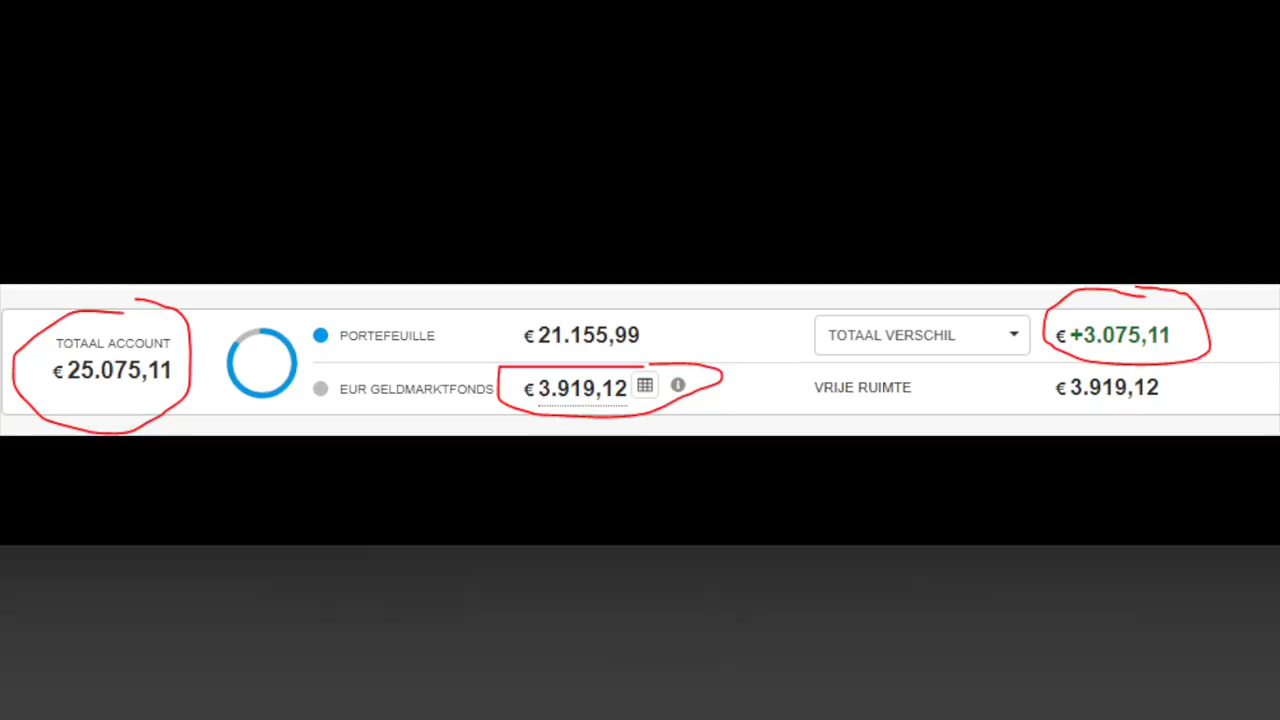 TOTAAL ACCOUNT
€ 25.075,11
PORTEFEUILLE € 21.155,99
EUR GELDMARKTFONDS € 3.919,12
TOTAAL VERSCHIL € +3.075,11
VRIJE RUIMTE € 3.919,12